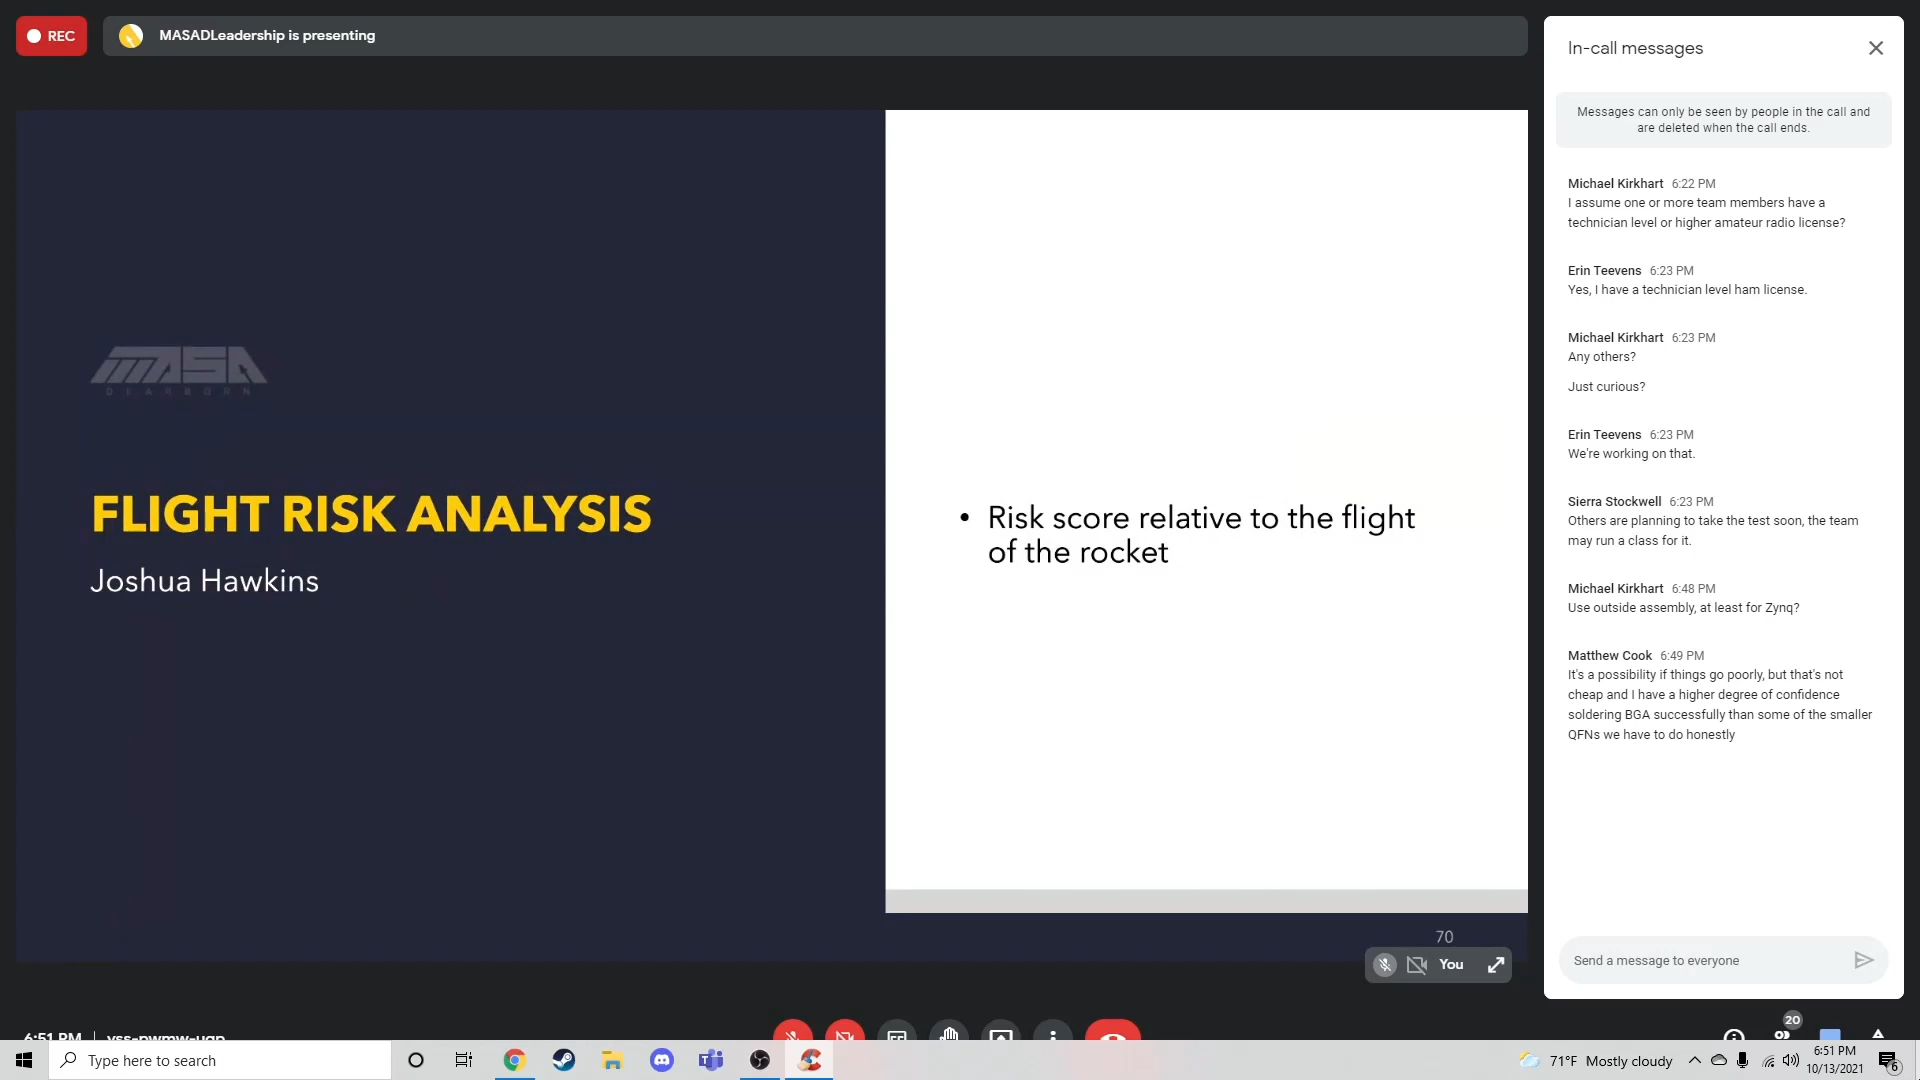 REC
MASADLeadership is presenting
In-call messages
Messages can only be seen by people in the call and
are deleted when the call ends.
MASA
DEARBORN
FLIGHT RISK ANALYSIS
Joshua Hawkins
• Risk score relative to the flight
of the rocket
70
You
Michael Kirkhart 6:22 PM
I assume one or more team members have a
technician level or higher amateur radio license?
Erin Teevens 6:23 PM
Yes, I have a technician level ham license.
Michael Kirkhart 6:23 PM
Any others?
Just curious?
Erin Teevens 6:23 PM
We're working on that.
Sierra Stockwell 6:23 PM
Others are planning to take the test soon, the team
may run a class for it.
Michael Kirkhart 6:48 PM
Use outside assembly, at least for Zynq?
Matthew Cook 6:49 PM
It's a possibility if things go poorly, but that's not
cheap and I have a higher degree of confidence
soldering BGA successfully than some of the smaller
QFNs we have to do honestly
Send a message to everyone
6:51 PM
20
Type here to search
71°F Mostly cloudy
6:51 PM
10/13/2021
6